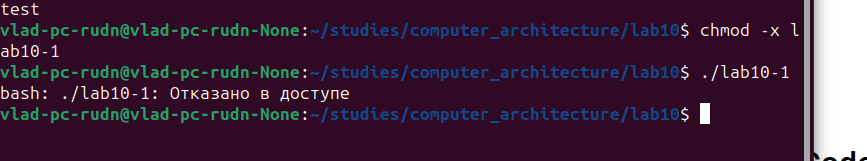 test
vlad-pc-rudn@vlad-pc-rudn-None:~/studies/computer_architecture/lab10$ chmod -x l
ab10-1
vlad-pc-rudn@vlad-pc-rudn-None:~/studies/computer_architecture/lab10$ ./lab10-1
bash: ./lab10-1: Отказано в доступе
vlad-pc-rudn@vlad-pc-rudn-None:~/studies/computer_architecture/lab10$